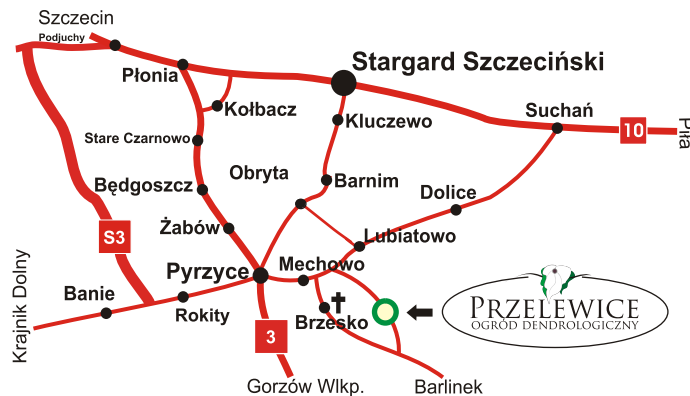 Szczecin
Podjuchy
Płonia
Stargard Szczeciński
Kołbacz
Kluczewo
Suchań
10
Piła
Stare Czarnowo
Będgoszcz
Obryta
Barnim
Dolice
Żabów
S3
Lubiatowo
Pyrzyce
Mechowo
Krajnik Dolny
Banie
Rokity
Brzesko
PRZELEWICE
OGRÓD DENDROLOGICZNY
3
Gorzów Wlkp.
Barlinek